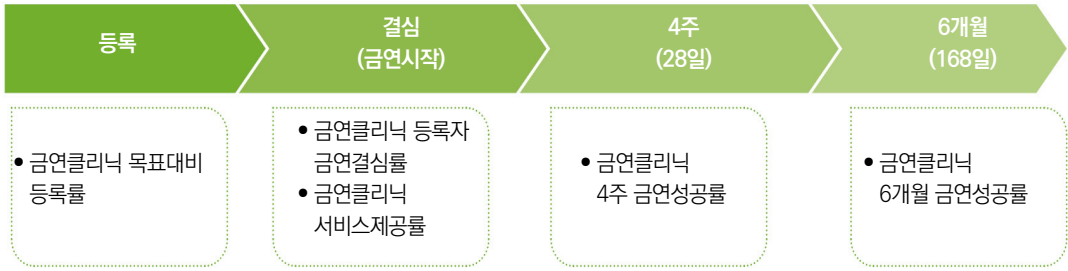 등록
결심
(금연시작)
4주
(28일)
6개월
(168일)
• 금연클리닉 목표대비
등록률
• 금연클리닉 등록자
금연결심률
• 금연클리닉
서비스제공률
• 금연클리닉
4주 금연성공률
• 금연클리닉
6개월 금연성공률